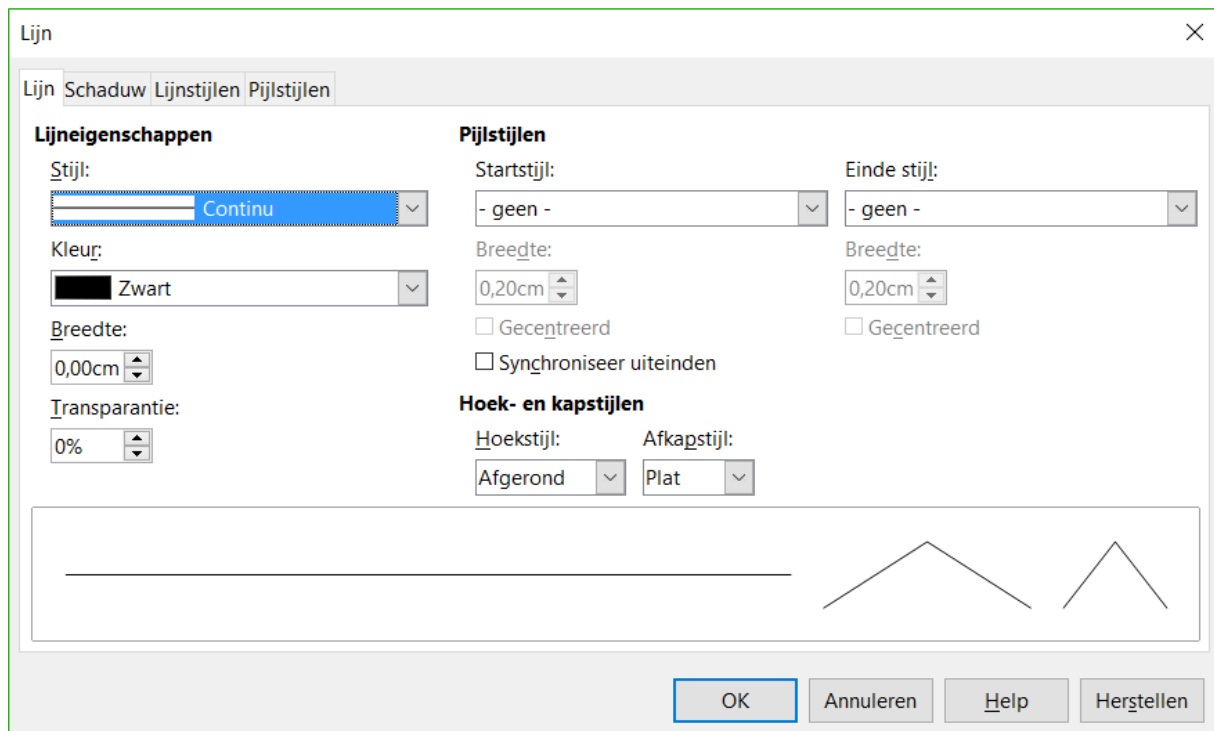 Lijn
Lijn Schaduw Lijnstijlen Pijlstijlen
Lijneigenschappen
Stijl:
Continu
Kleur:
Zwart
Breedte:
0,00cm
Transparantie:
0%
Pijlstijlen
Startstijl:
- geen -
Breedte:
0,20cm
Gecentreerd
Synchroniseer uiteinden
Einde stijl:
- geen -
Breedte:
0,20cm
Gecentreerd
Hoek- en kapstijlen
Hoekstijl:
Afgerond
Afkapstijl:
Plat
OK Annuleren Help Herstellen